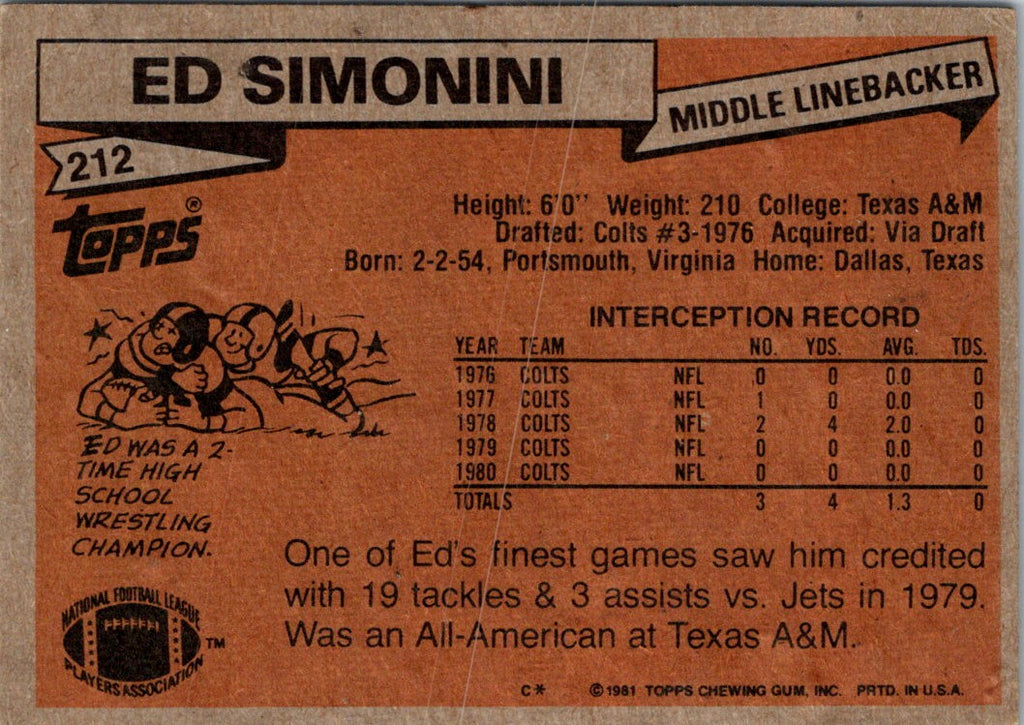 ED SIMONINI
MIDDLE LINEBACKER
212
TOPPS®
Height: 6'0" Weight: 210 College: Texas A&M
Drafted: Colts #3-1976 Acquired: Via Draft
Born: 2-2-54, Portsmouth, Virginia Home: Dallas, Texas
INTERCEPTION RECORD
YEAR TEAM NO. YDS. AVG. TDS.
1976 COLTS NFL 0 0 0.0 0
1977 COLTS NFL 1 0 0.0 0
1978 COLTS NFL 2 4 2.0 0
1979 COLTS NFL 0 0 0.0 0
1980 COLTS NFL 0 0 0.0 0
TOTALS 3 4 1.3 0
ED WAS A 2-
TIME HIGH
SCHOOL
WRESTLING
CHAMPION.
One of Ed's finest games saw him credited
with 19 tackles & 3 assists vs. Jets in 1979.
Was an All-American at Texas A&M.
NATIONAL FOOTBALL LEAGUE
PLAYERS ASSOCIATION
TM
C* ©1981 TOPPS CHEWING GUM, INC. PRTD. IN U.S.A.